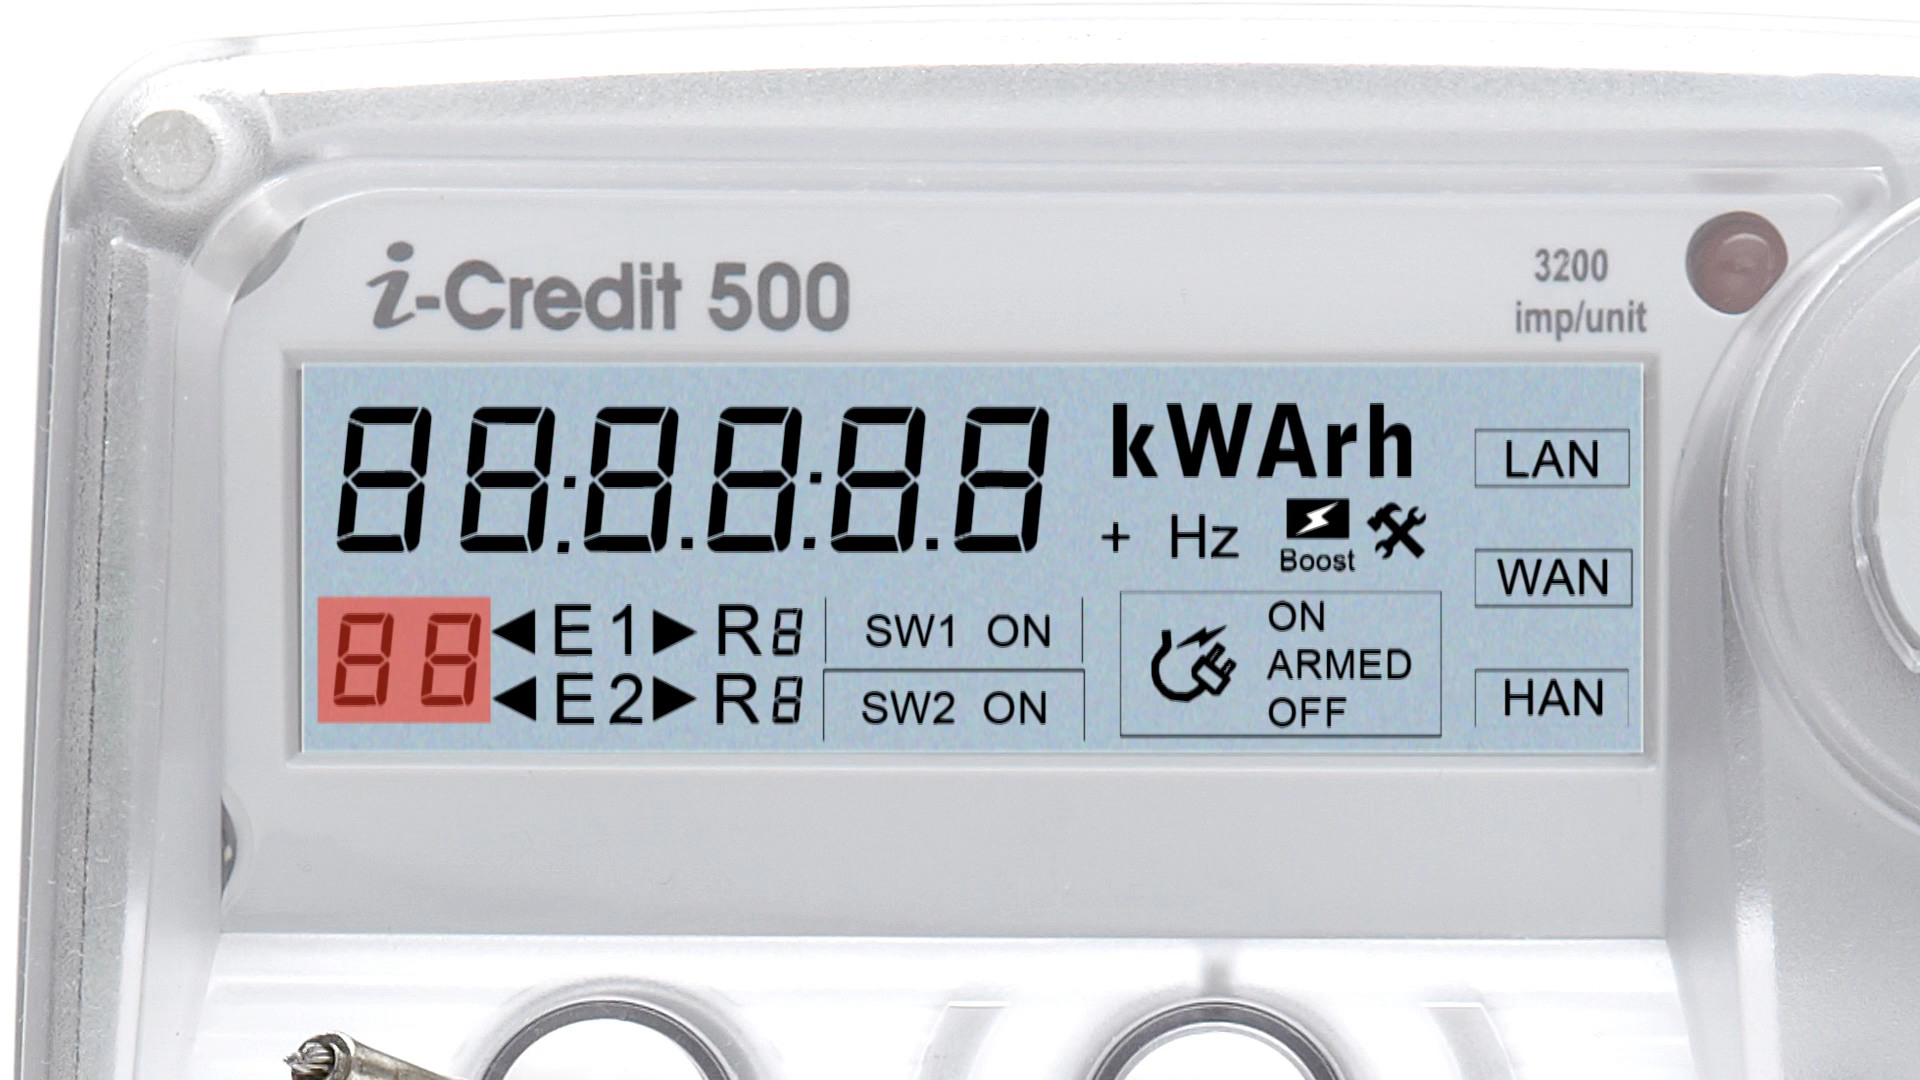 i-Credit 500
3200
imp/unit
88:8.8:8.8 kWArh
+ Hz Boost
LAN
WAN
HAN
88 ◀ E 1 ▶ R8
◀ E 2 ▶ R8
SW1 ON
SW2 ON
ON
ARMED
OFF